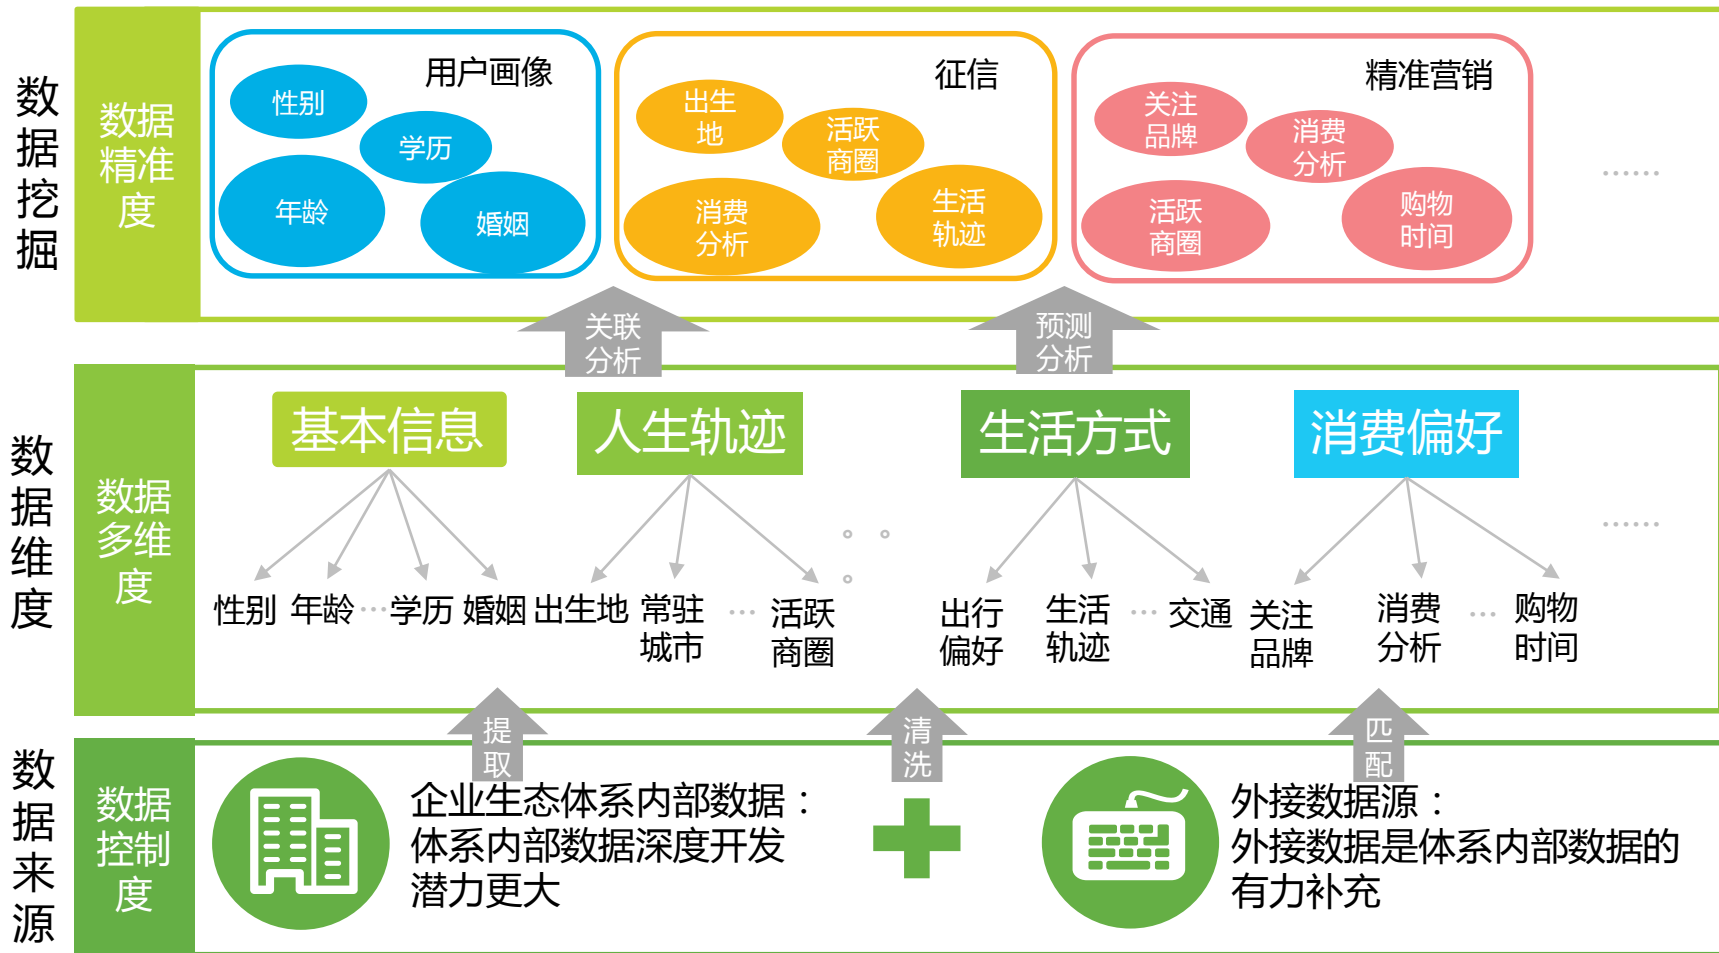 数
据
挖
掘
数据
精准
度
用户画像
性别
学历
年龄
婚姻
征信
出生
地
活跃
商圈
消费
分析
生活
轨迹
精准营销
关注
品牌
消费
分析
活跃
商圈
购物
时间
......
关联
分析
预测
分析
数
据
维
度
数据
多维
度
基本信息
人生轨迹
生活方式
消费偏好
......
性别
年龄
...
学历
婚姻
出生地
常驻
城市
...
活跃
商圈
。。
。
出行
偏好
生活
轨迹
...
交通
关注
品牌
消费
分析
...
购物
时间
提
取
清
洗
匹
配
数
据
来
源
数据
控制
度
企业生态体系内部数据：
体系内部数据深度开发
潜力更大
外接数据源：
外接数据是体系内部数据的
有力补充